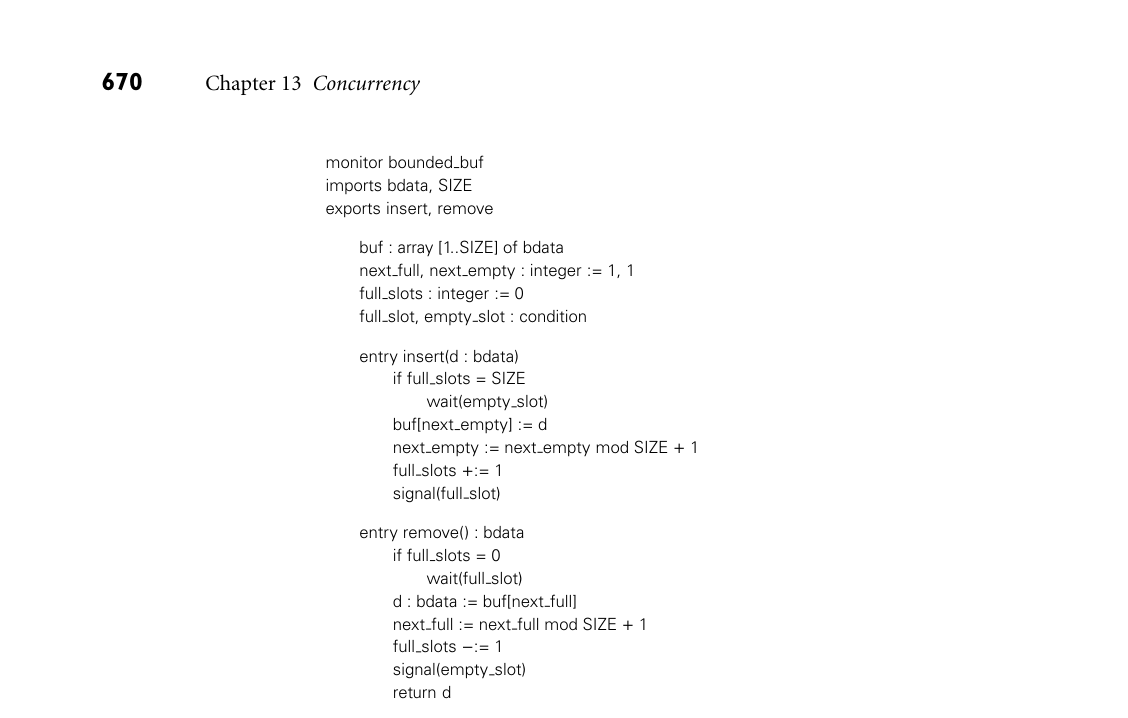 670 Chapter 13 Concurrency
monitor bounded_buf
imports bdata, SIZE
exports insert, remove
buf : array [1..SIZE] of bdata
next_full, next_empty : integer := 1, 1
full_slots : integer := 0
full_slot, empty_slot : condition
entry insert(d : bdata)
if full_slots = SIZE
wait(empty_slot)
buf[next_empty] := d
next_empty := next_empty mod SIZE + 1
full_slots +:= 1
signal(full_slot)
entry remove() : bdata
if full_slots = 0
wait(full_slot)
d : bdata := buf[next_full]
next_full := next_full mod SIZE + 1
full_slots −:= 1
signal(empty_slot)
return d